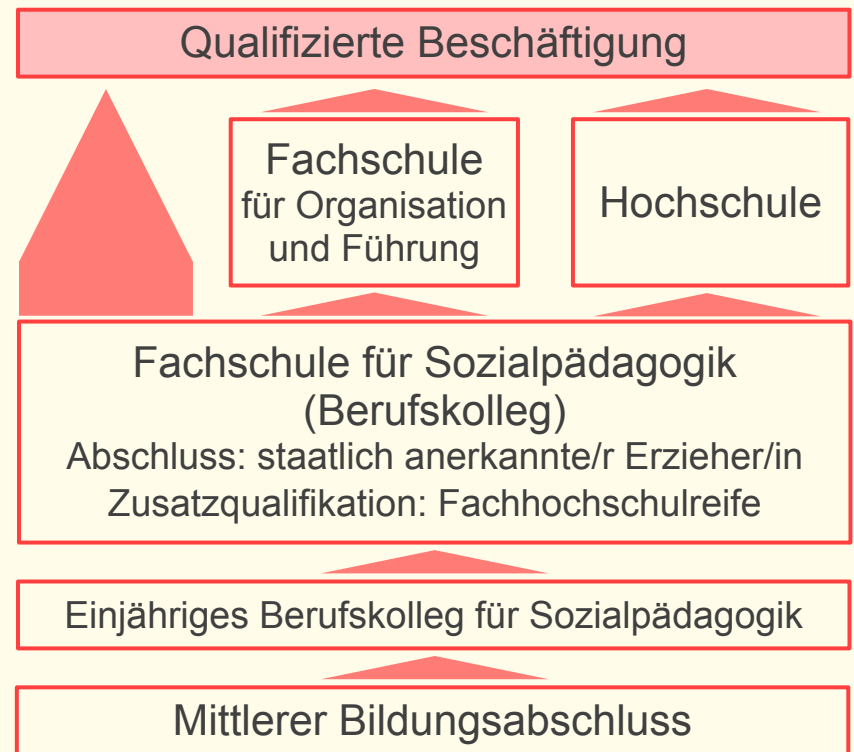 Qualifizierte Beschäftigung
Fachschule
für Organisation
und Führung
Hochschule
Fachschule für Sozialpädagogik
(Berufskolleg)
Abschluss: staatlich anerkannte/r Erzieher/in
Zusatzqualifikation: Fachhochschulreife
Einjähriges Berufskolleg für Sozialpädagogik
Mittlerer Bildungsabschluss